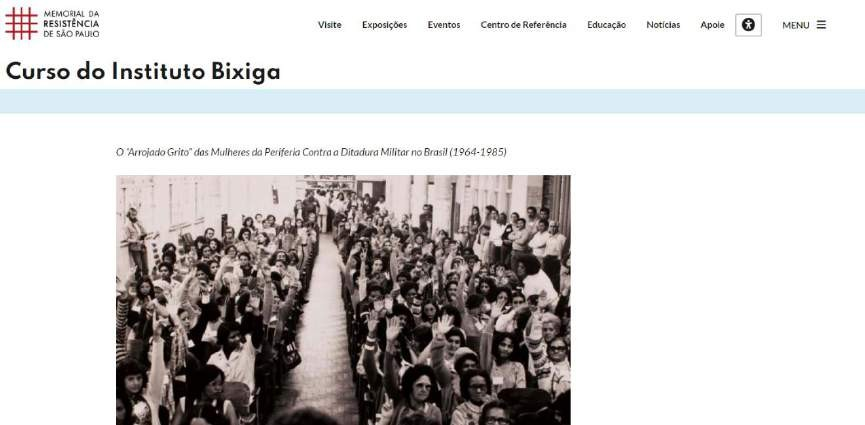 MEMORIAL DA
RESISTÊNCIA
DE SÃO PAULO
Visite Exposições Eventos Centro de Referência Educação Notícias Apoie MENU
Curso do Instituto Bixiga
O "Arrojado Grito" das Mulheres da Periferia Contra a Ditadura Militar no Brasil (1964-1985)